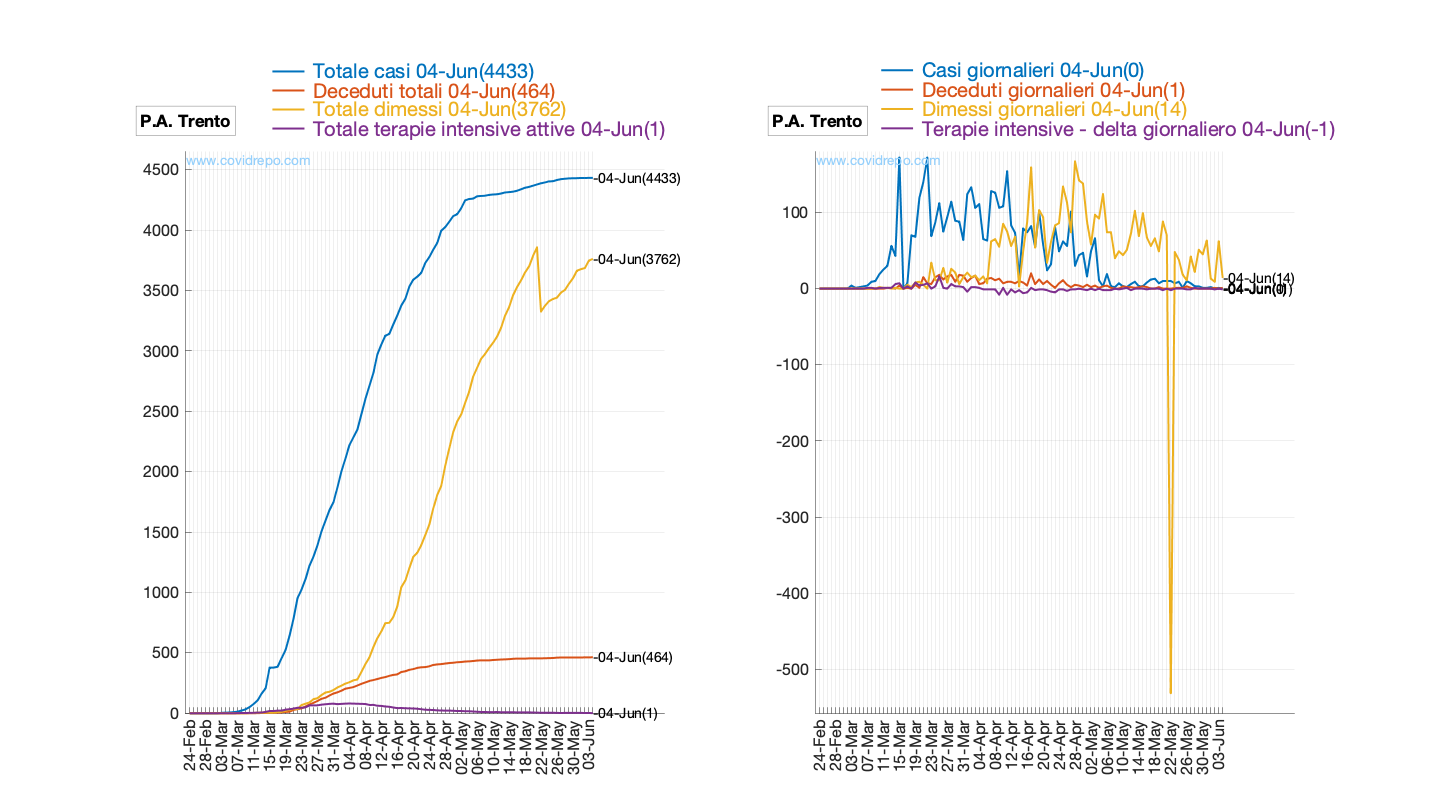 Totale casi 04-Jun(4433)
Deceduti totali 04-Jun(464)
Totale dimessi 04-Jun(3762)
Totale terapie intensive attive 04-Jun(1)
P.A. Trento
www.covidrepo.com
4500
4000
3500
3000
2500
2000
1500
1000
500
0
-04-Jun(4433)
-04-Jun(3762)
-04-Jun(464)
-04-Jun(1)
24-Feb
28-Feb
03-Mar
07-Mar
11-Mar
15-Mar
19-Mar
23-Mar
27-Mar
31-Mar
04-Apr
08-Apr
12-Apr
16-Apr
20-Apr
24-Apr
28-Apr
02-May
06-May
10-May
14-May
18-May
22-May
26-May
30-May
03-Jun
Casi giornalieri 04-Jun(0)
Deceduti giornalieri 04-Jun(1)
Dimessi giornalieri 04-Jun(14)
Terapie intensive - delta giornaliero 04-Jun(-1)
P.A. Trento
www.covidrepo.com
100
0
-100
-200
-300
-400
-500
-04-Jun(14)
24-Feb
28-Feb
03-Mar
07-Mar
11-Mar
15-Mar
19-Mar
23-Mar
27-Mar
31-Mar
04-Apr
08-Apr
12-Apr
16-Apr
20-Apr
24-Apr
28-Apr
02-May
06-May
10-May
14-May
18-May
22-May
26-May
30-May
03-Jun